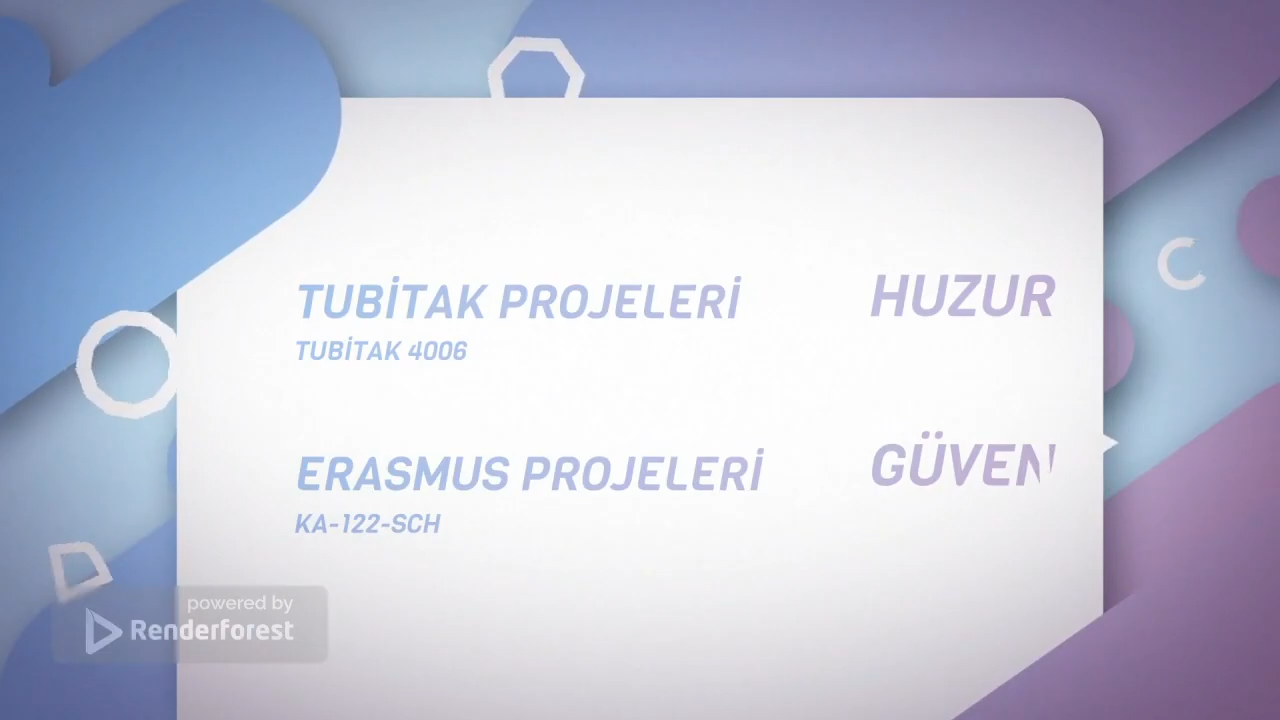 TUBİTAK PROJELERİ
HUZUR
TUBİTAK 4006
ERASMUS PROJELERİ
GÜVEN
KA-122-SCH
powered by
Renderforest